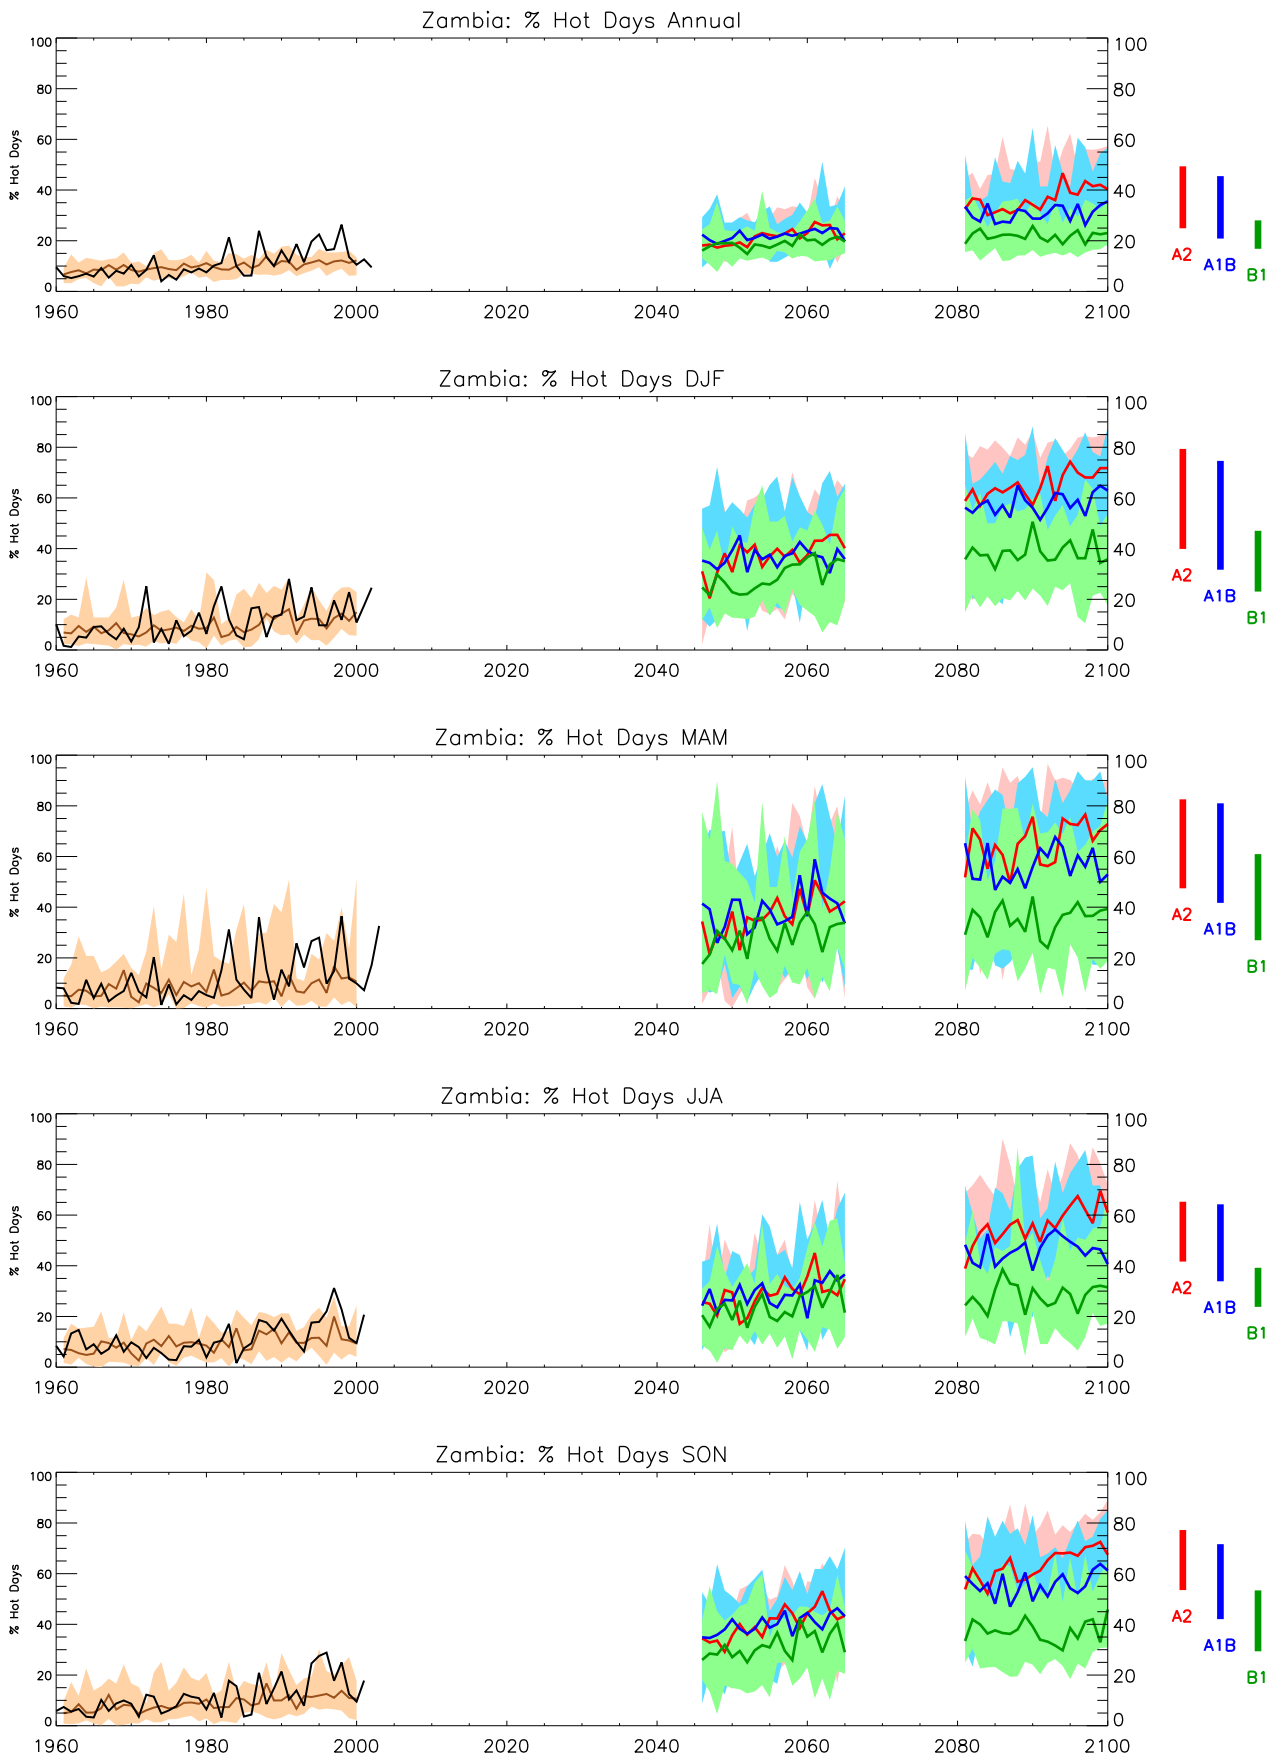 Zambia: % Hot Days Annual
% Hot Days
100 80 60 40 20 0
100 80 60 40 20 0
1960 1980 2000 2020 2040 2060 2080 2100
A2 A1B B1
Zambia: % Hot Days DJF
% Hot Days
100 80 60 40 20 0
100 80 60 40 20 0
1960 1980 2000 2020 2040 2060 2080 2100
A2 A1B B1
Zambia: % Hot Days MAM
% Hot Days
100 80 60 40 20 0
100 80 60 40 20 0
1960 1980 2000 2020 2040 2060 2080 2100
A2 A1B B1
Zambia: % Hot Days JJA
% Hot Days
100 80 60 40 20 0
100 80 60 40 20 0
1960 1980 2000 2020 2040 2060 2080 2100
A2 A1B B1
Zambia: % Hot Days SON
% Hot Days
100 80 60 40 20 0
100 80 60 40 20 0
1960 1980 2000 2020 2040 2060 2080 2100
A2 A1B B1